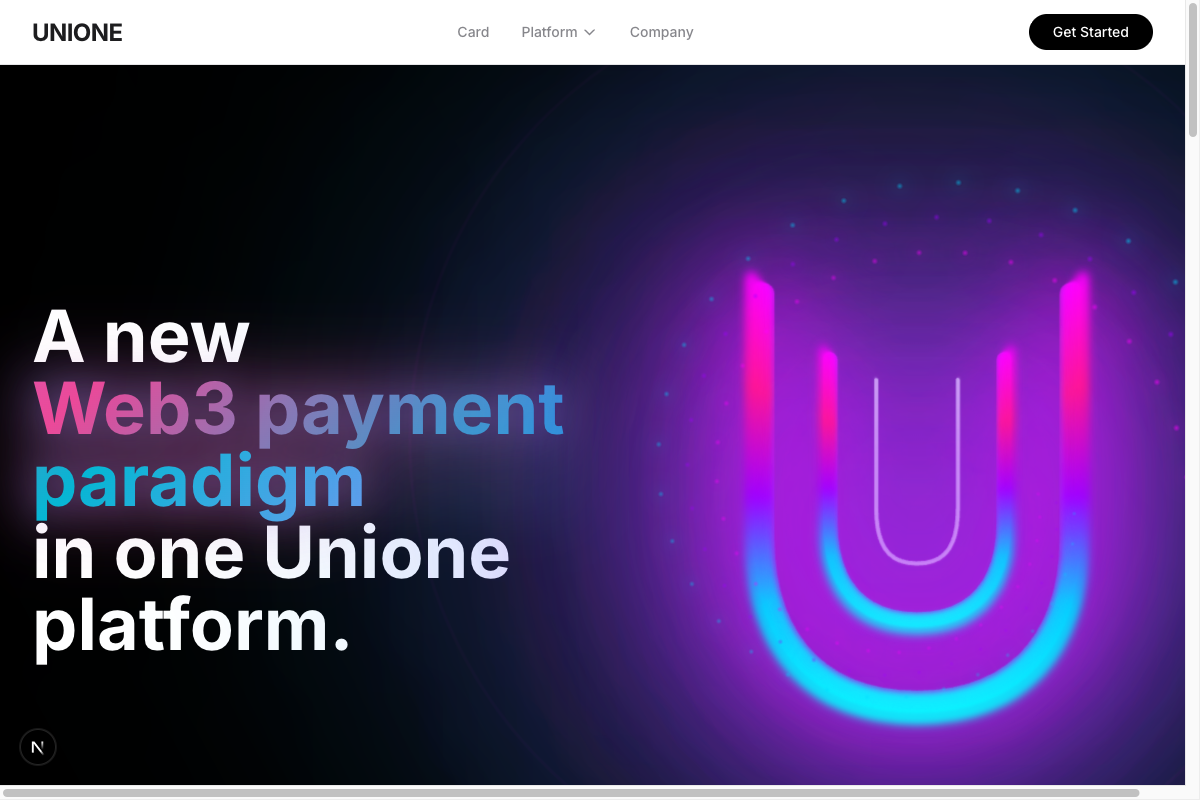 UNIONE
Card
Platform
Company
Get Started
A new
Web3 payment
paradigm
in one Unione
platform.
N